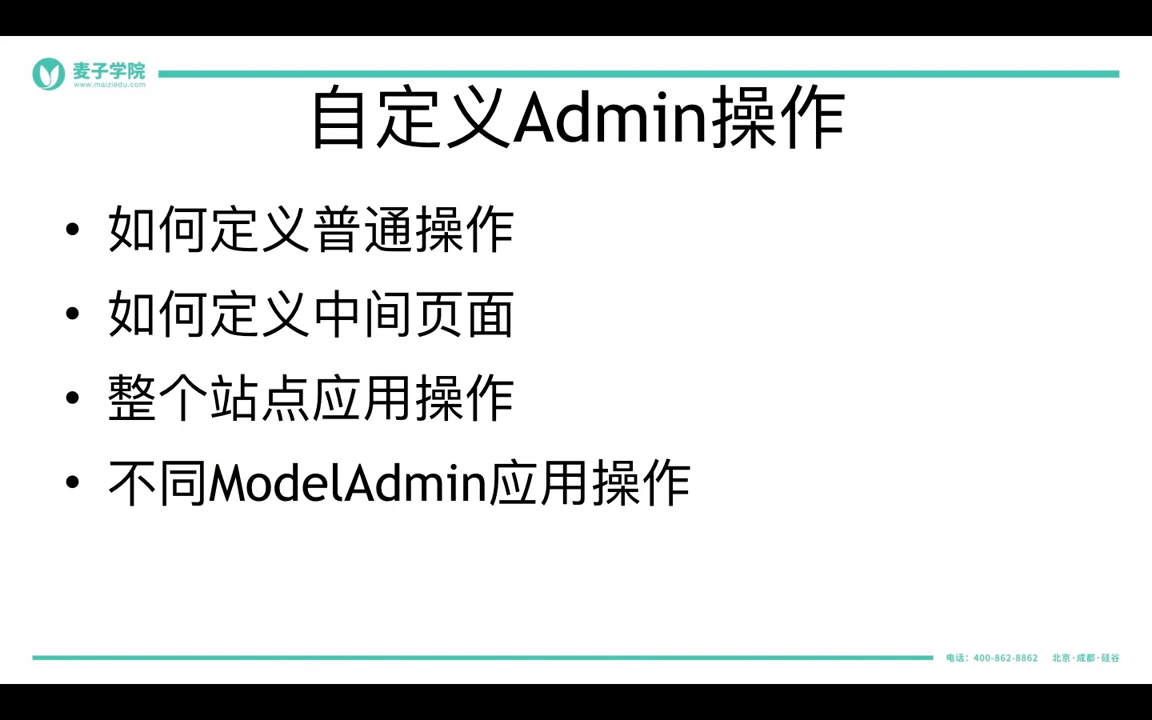 麦子学院
www.maiziedu.com
自定义Admin操作
• 如何定义普通操作
• 如何定义中间页面
• 整个站点应用操作
• 不同ModelAdmin应用操作
电话：400-862-8862 北京·成都·硅谷